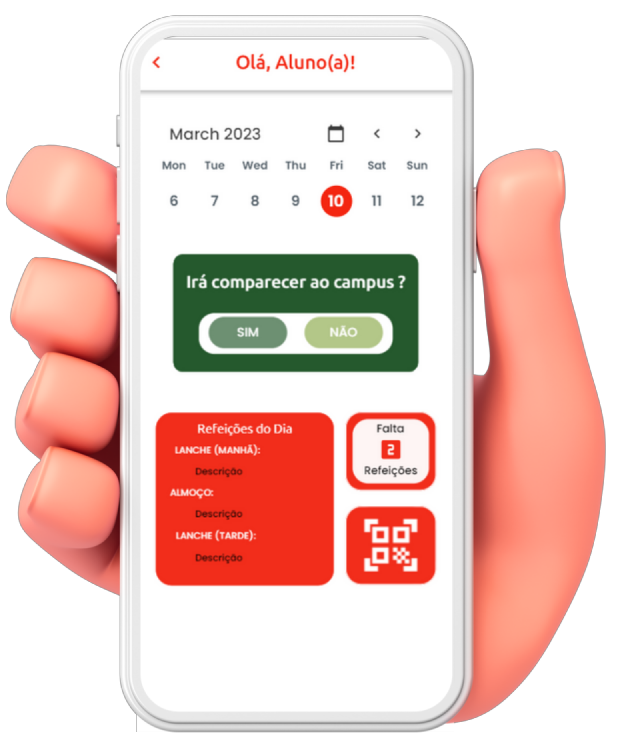 Olá, Aluno(a)!
March 2023
Mon Tue Wed Thu Fri Sat Sun
6 7 8 9 10 11 12
Irá comparecer ao campus ?
SIM NÃO
Refeições do Dia
LANCHE (MANHÃ):
Descrição
ALMOÇO:
Descrição
LANCHE (TARDE):
Descrição
Falta
2
Refeições